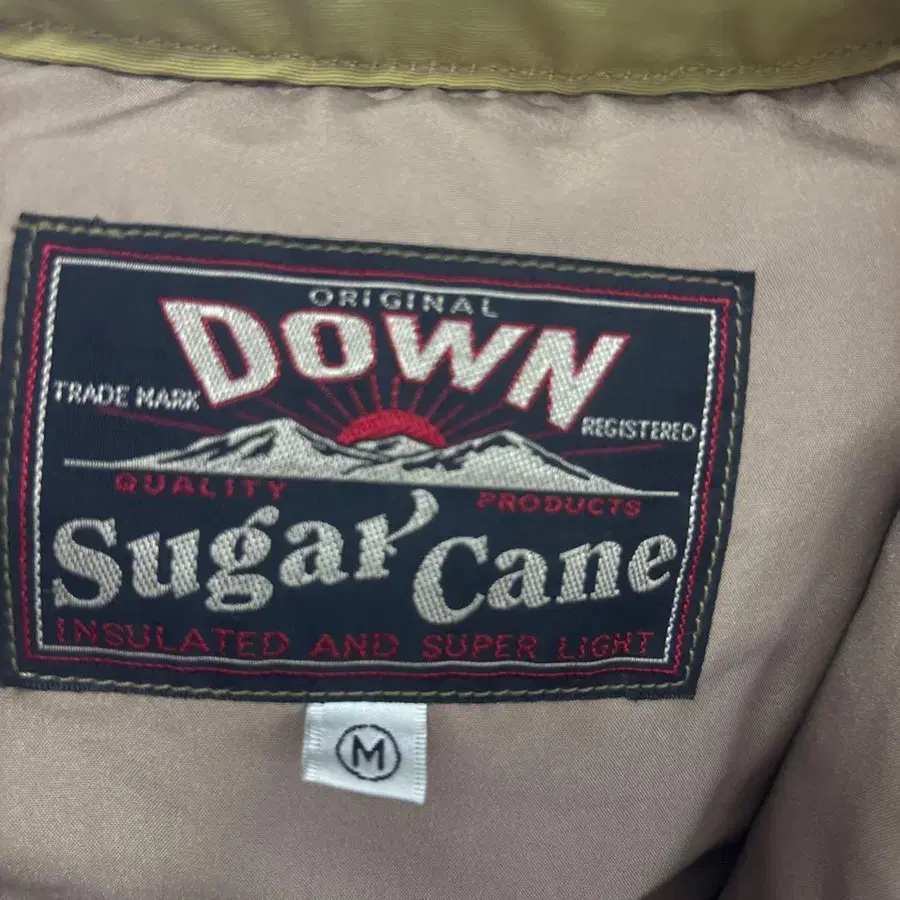 ORIGINAL
DOWN
TRADE MARK
REGISTERED
QUALITY PRODUCTS
Sugar Cane
INSULATED AND SUPER LIGHT
M